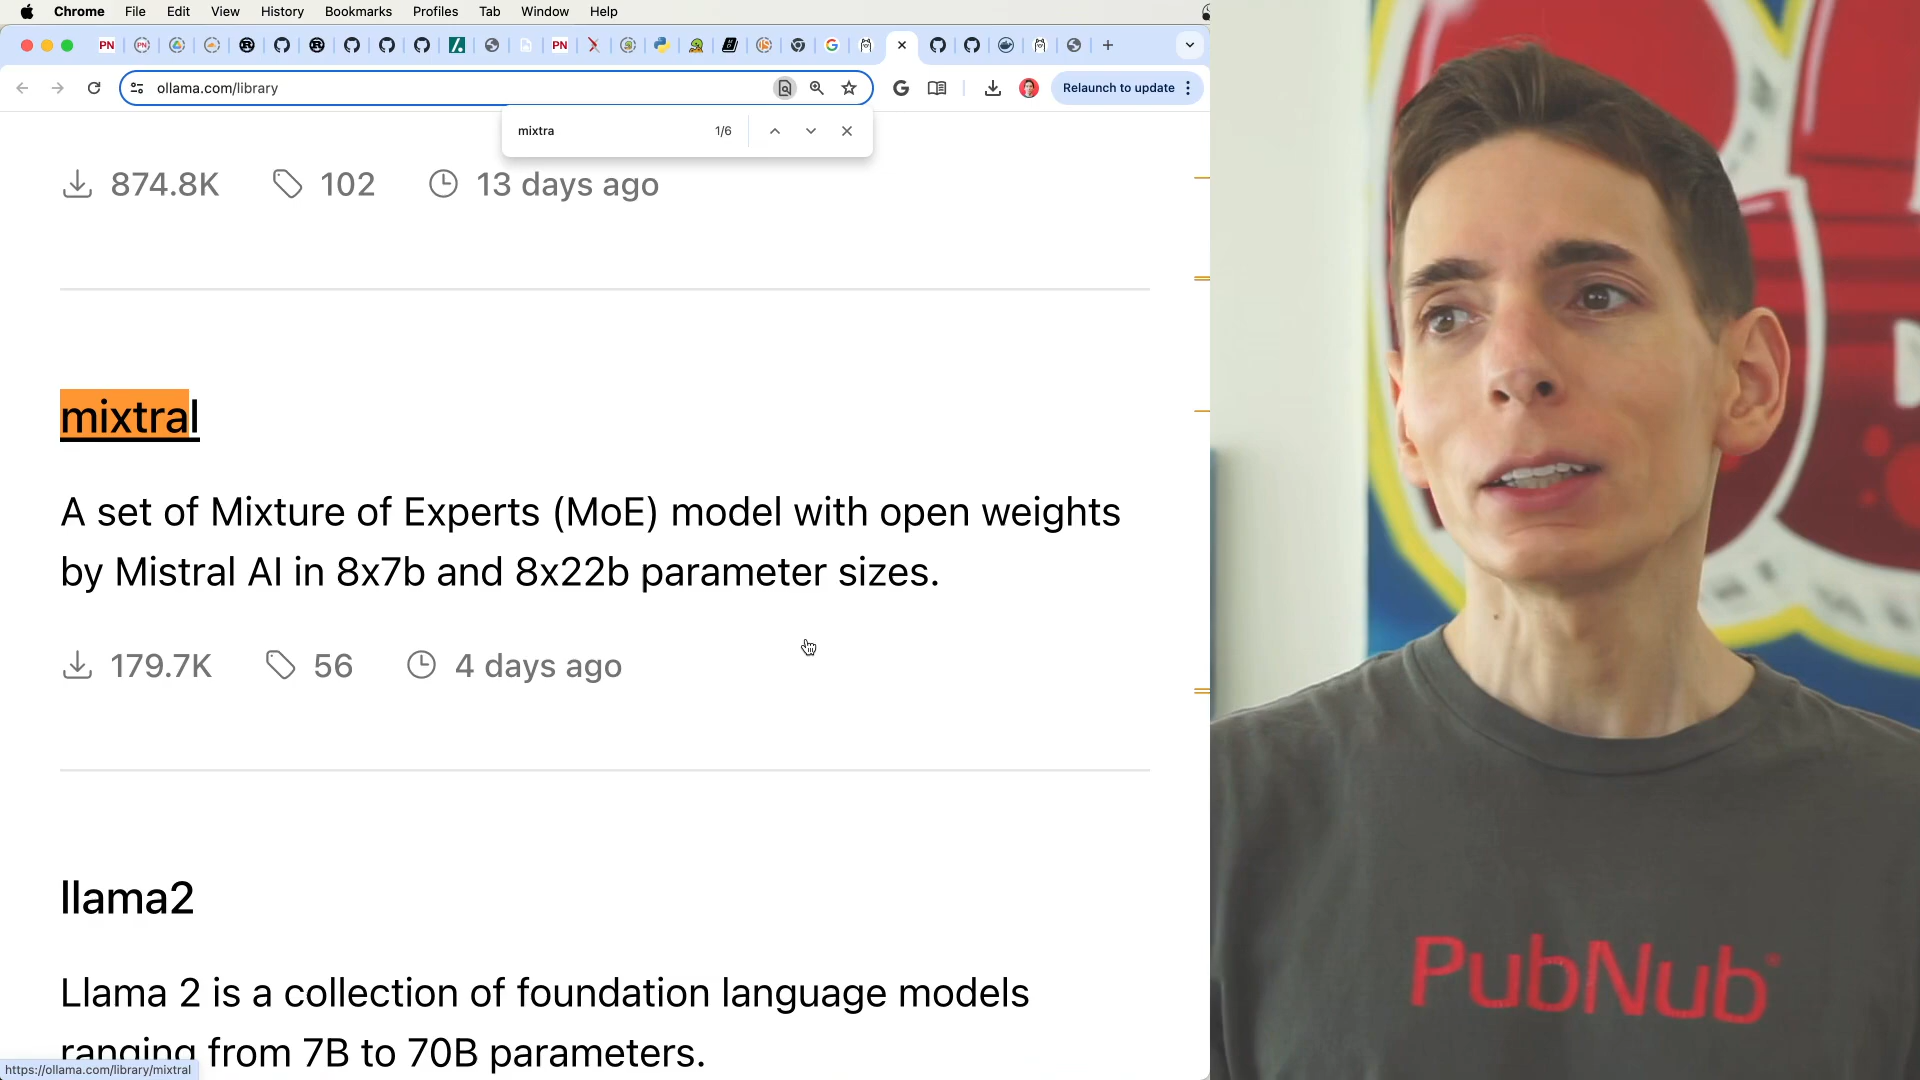 Chrome File Edit View History Bookmarks Profiles Tab Window Help
PN PN PN
ollama.com/library
Relaunch to update
mixtra 1/6
874.8K 102 13 days ago
mixtral
A set of Mixture of Experts (MoE) model with open weights
by Mistral AI in 8x7b and 8x22b parameter sizes.
179.7K 56 4 days ago
llama2
Llama 2 is a collection of foundation language models
ranging from 7B to 70B parameters.
https://ollama.com/library/mixtral
PubNub